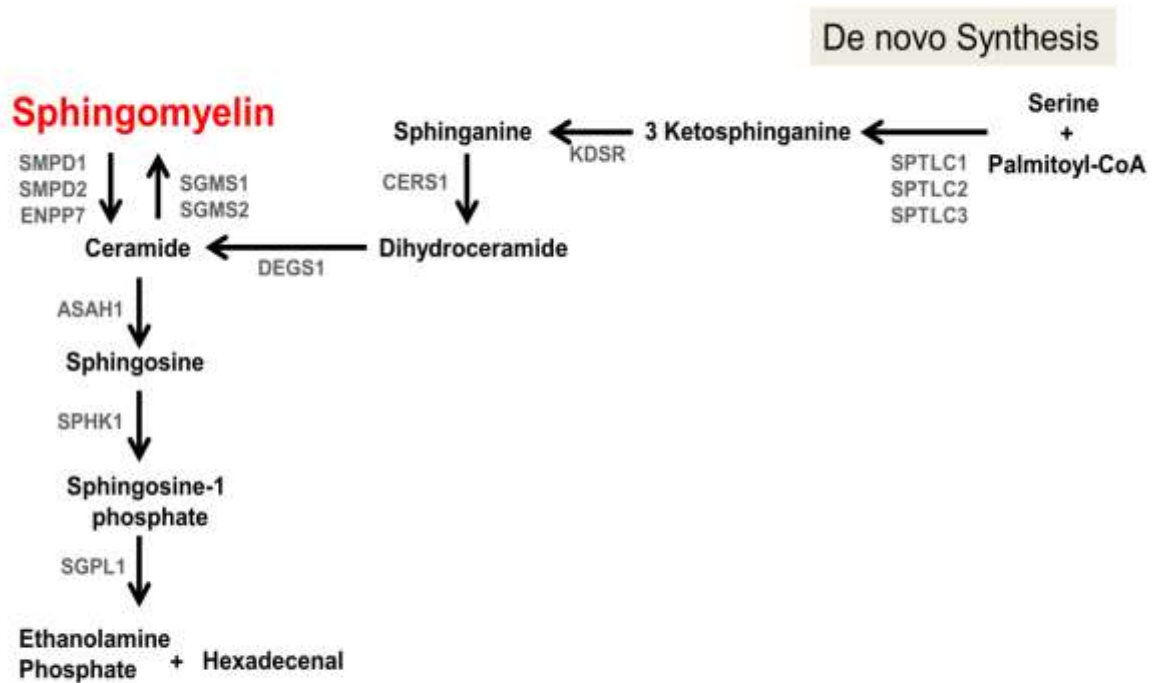 De novo Synthesis
Sphingomyelin
SMPD1
SMPD2
ENPP7
SGMS1
SGMS2
Sphinganine
KDSR
3 Ketosphinganine
SPTLC1
SPTLC2
SPTLC3
Serine
+
Palmitoyl-CoA
CERS1
Ceramide
DEGS1
Dihydroceramide
ASAH1
Sphingosine
SPHK1
Sphingosine-1
phosphate
SGPL1
Ethanolamine
Phosphate + Hexadecenal